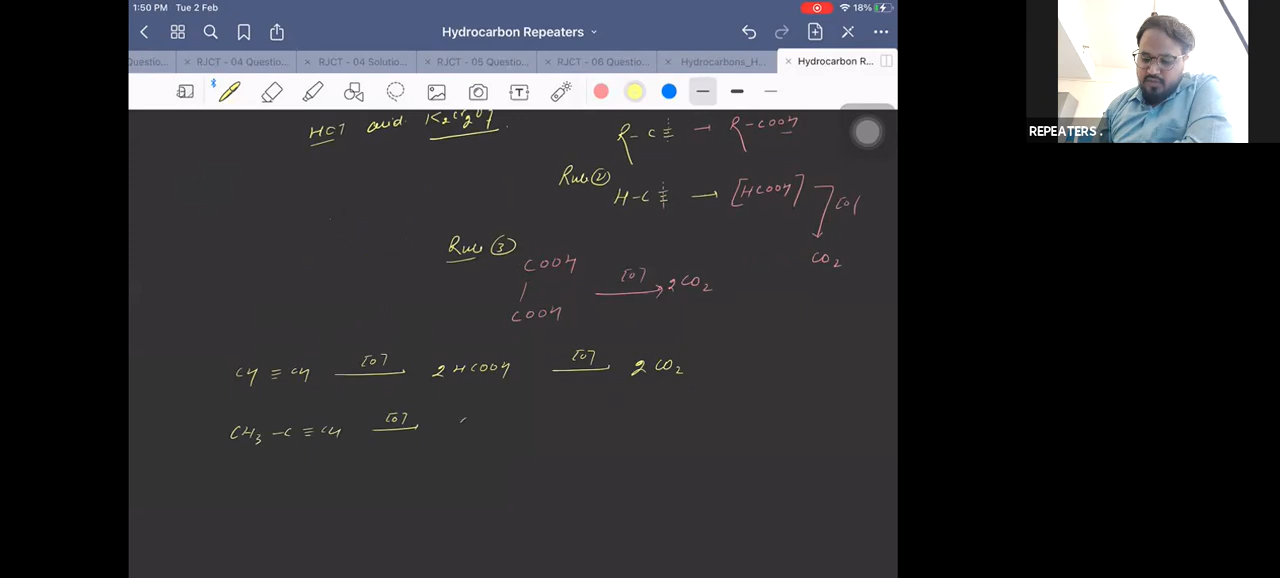 1:50 PM Tue 2 Feb
18%
Hydrocarbon Repeaters
Questio...
RJCT - 04 Questio...
RJCT - 04 Solutio...
RJCT - 05 Questio...
RJCT - 06 Questio...
Hydrocarbons_H...
Hydrocarbon R...
T
REPEATERS .
acid K2Cr2O7
R-C≡ → R-COOH
Rule ②
H-C≡ → [HCOOH] [O]
CO2
Rule ③
COOH
|
COOH
[O] → 2CO2
CH ≡ CH [O] 2HCOOH [O] 2CO2
CH3-C≡CH [O]